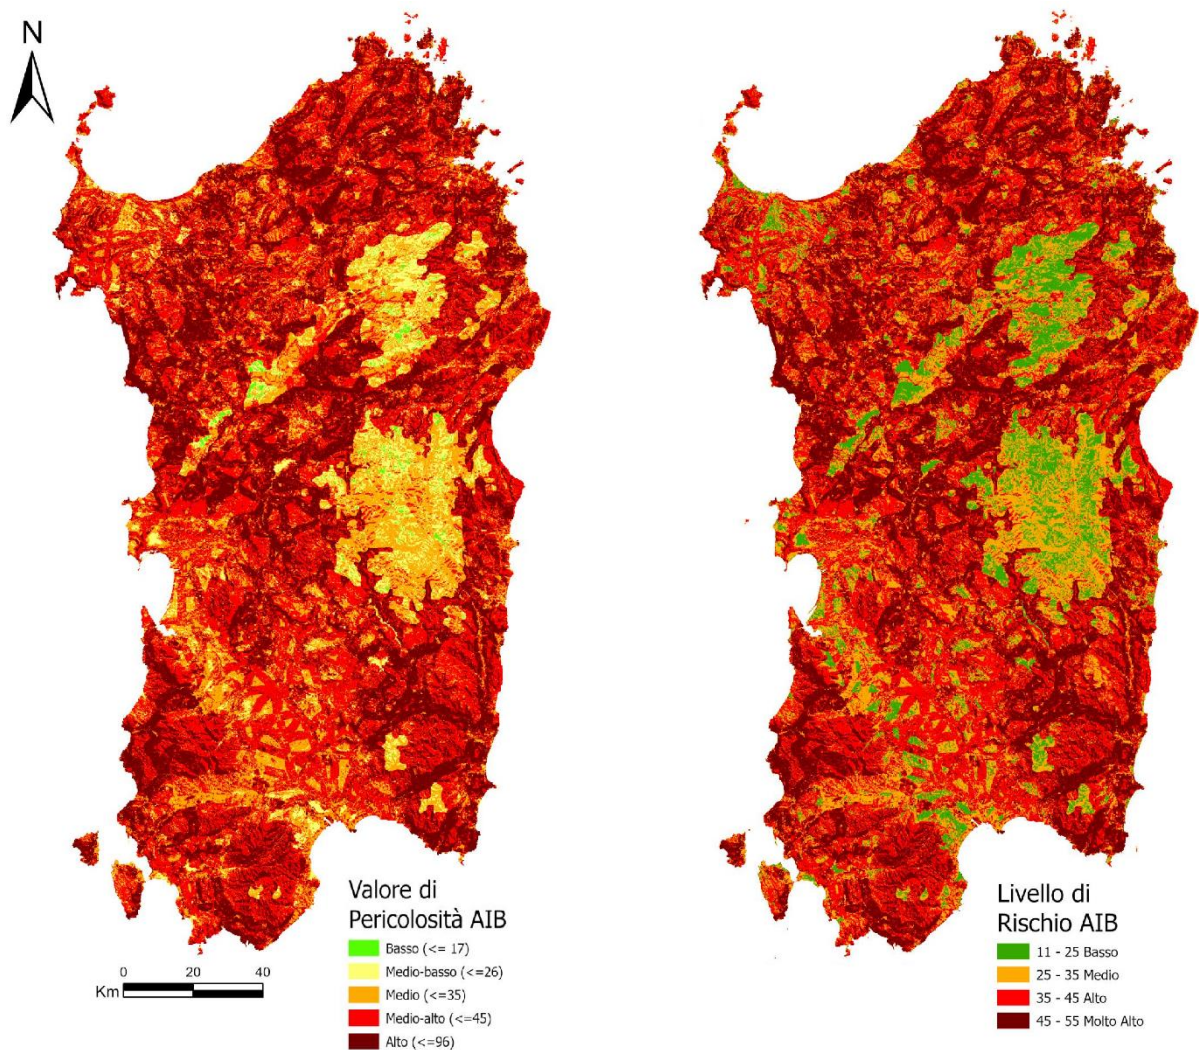 N
Valore di
Pericolosità AIB
Basso (<= 17)
Medio-basso (<=26)
Medio (<=35)
Medio-alto (<=45)
Alto (<=96)
0 20 40
Km
Livello di
Rischio AIB
11 - 25 Basso
25 - 35 Medio
35 - 45 Alto
45 - 55 Molto Alto